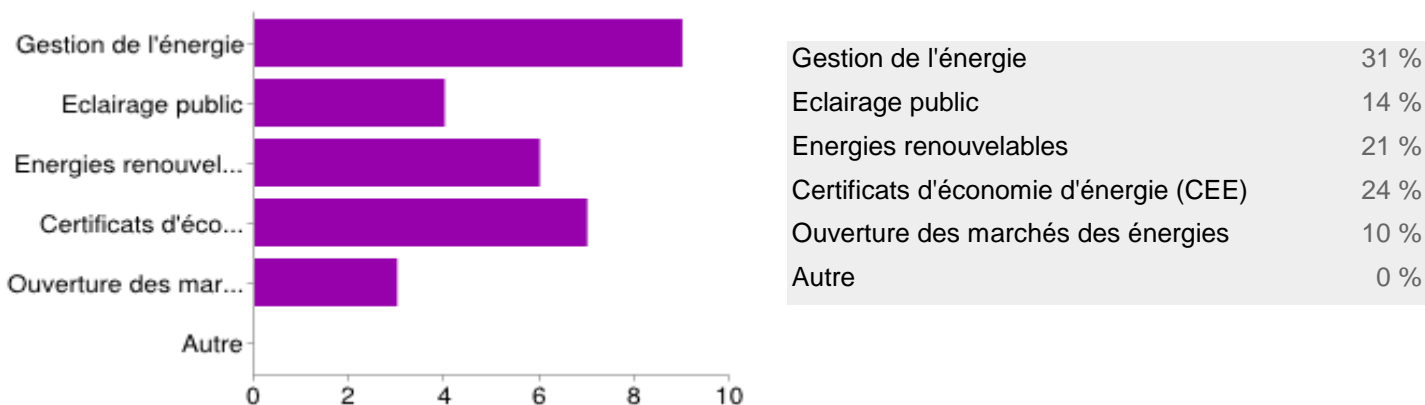 Gestion de l'énergie
Eclairage public
Energies renouvel...
Certificats d'éco...
Ouverture des mar...
Autre
0 2 4 6 8 10
Gestion de l'énergie 31 %
Eclairage public 14 %
Energies renouvelables 21 %
Certificats d'économie d'énergie (CEE) 24 %
Ouverture des marchés des énergies 10 %
Autre 0 %